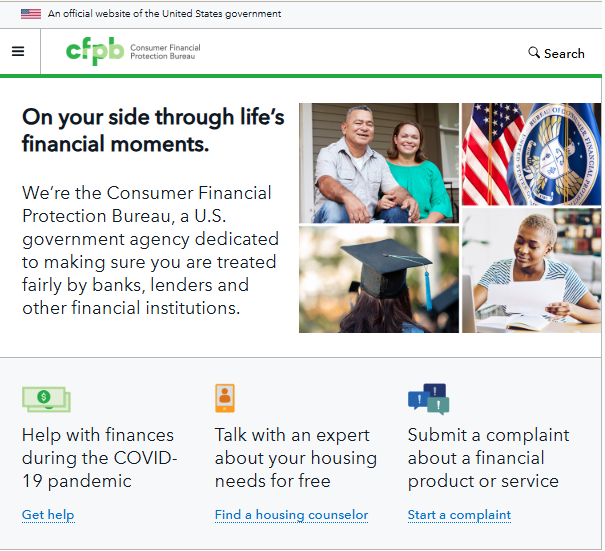 An official website of the United States government
cfpb Consumer Financial
Protection Bureau
Search
On your side through life's
financial moments.
We're the Consumer Financial
Protection Bureau, a U.S.
government agency dedicated
to making sure you are treated
fairly by banks, lenders and
other financial institutions.
$
Help with finances
during the COVID-
19 pandemic
Get help
Talk with an expert
about your housing
needs for free
Find a housing counselor
! ! !
Submit a complaint
about a financial
product or service
Start a complaint